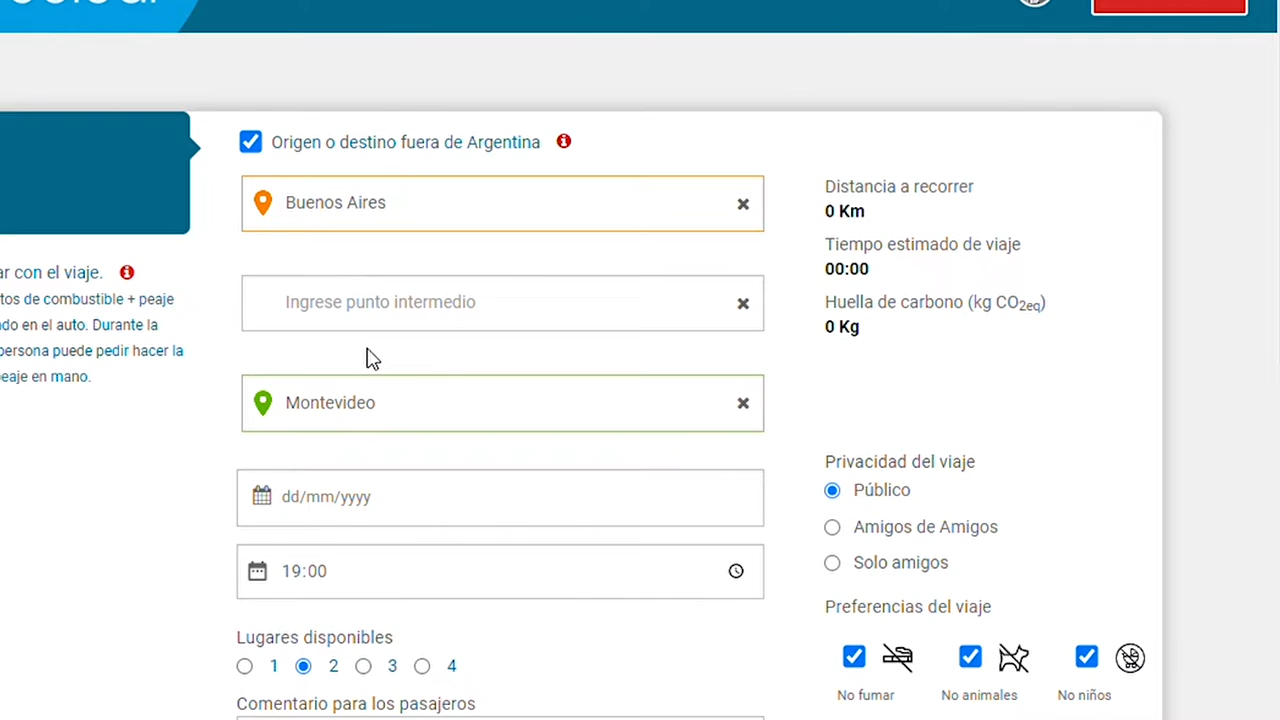 Origen o destino fuera de Argentina
Buenos Aires
Ingrese punto intermedio
Montevideo
dd/mm/yyyy
19:00
Lugares disponibles
1 2 3 4
Comentario para los pasajeros
Distancia a recorrer
0 Km
Tiempo estimado de viaje
00:00
Huella de carbono (kg CO2eq)
0 Kg
Privacidad del viaje
Público
Amigos de Amigos
Solo amigos
Preferencias del viaje
No fumar No animales No niños
con el viaje.
de combustible + peaje
en el auto. Durante la
persona puede pedir hacer la
en mano.